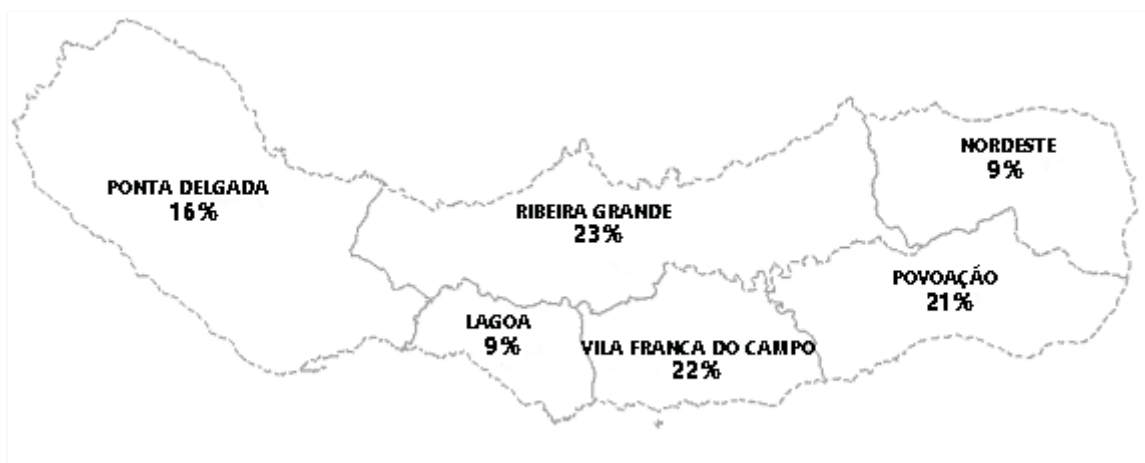 NORDESTE
9%
PONTA DELGADA
16%
RIBEIRA GRANDE
23%
POVOAÇÃO
21%
LAGOA
9%
VILA FRANCA DO CAMPO
22%